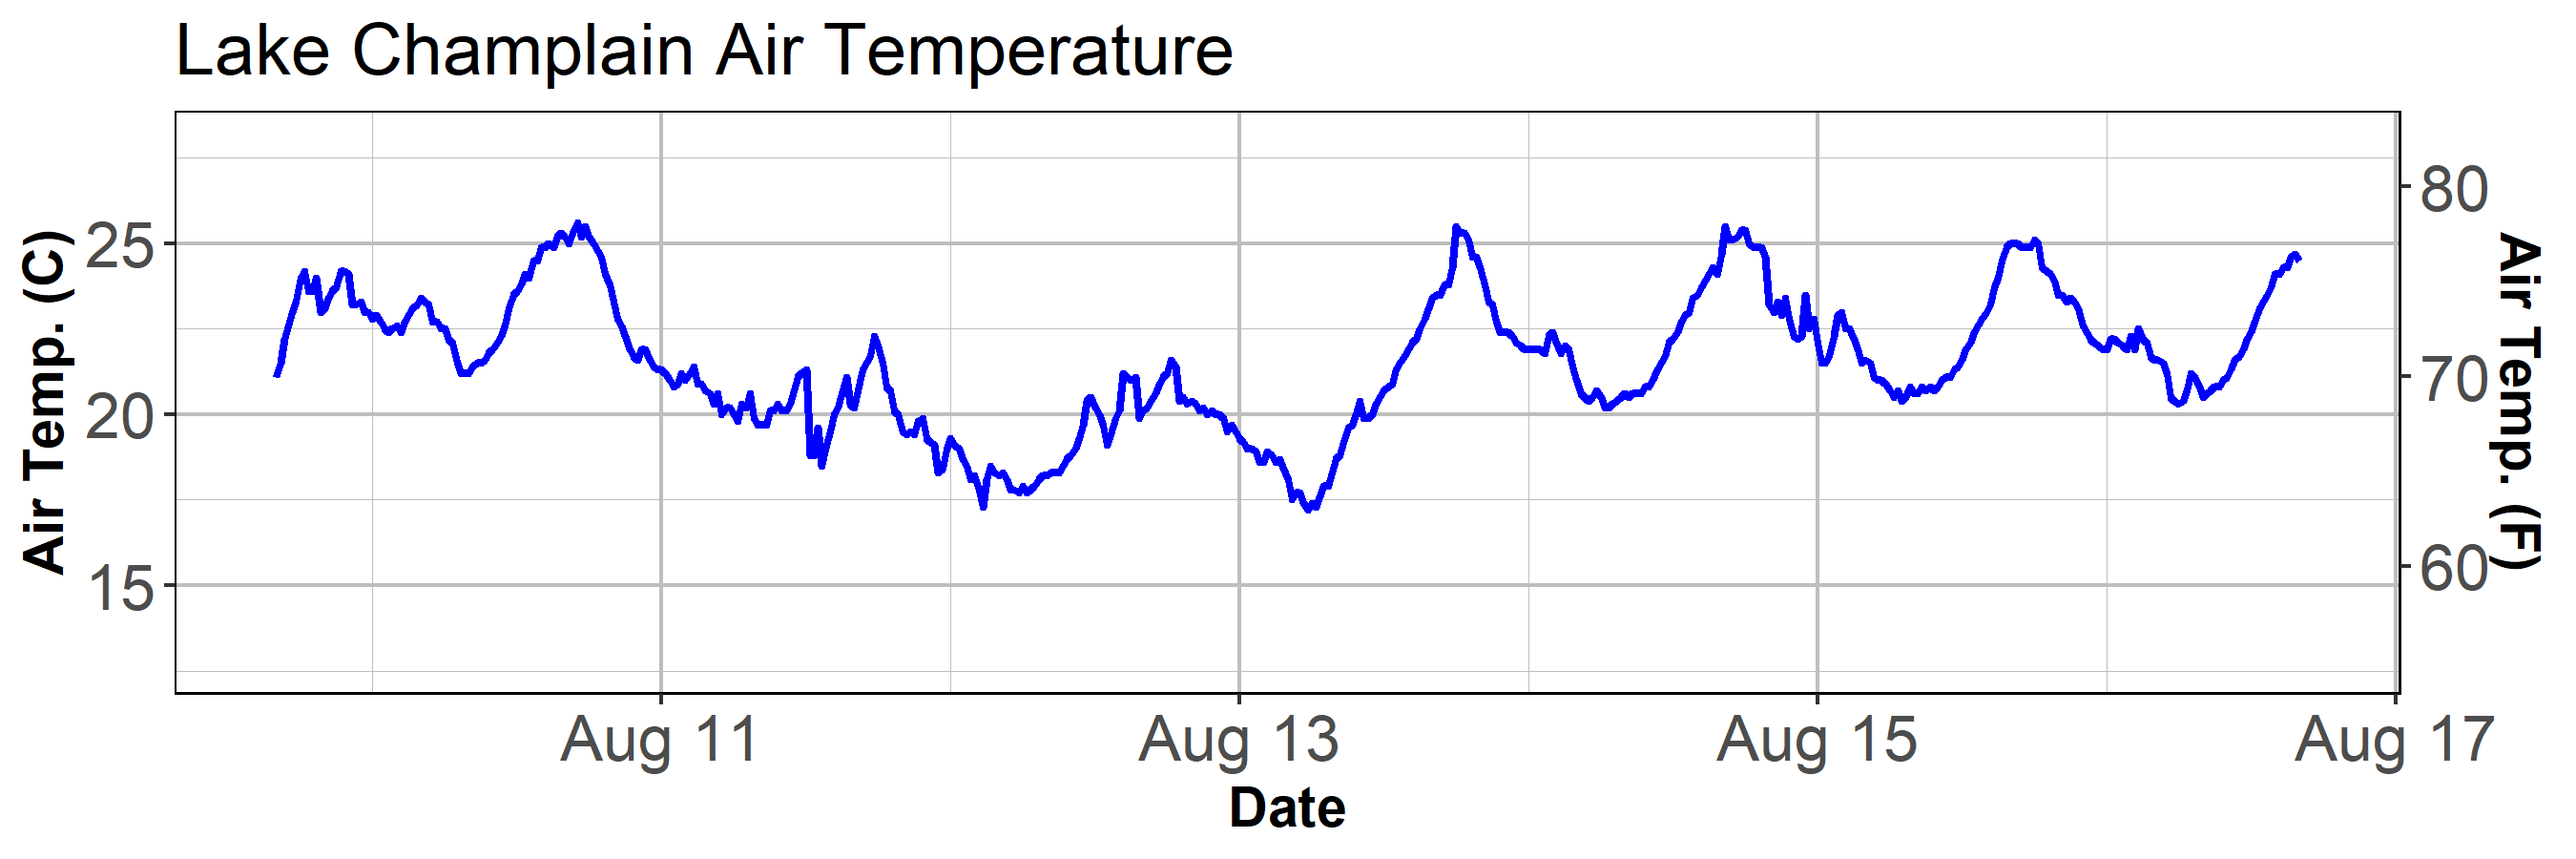 Lake Champlain Air Temperature
Air Temp. (C)
25
20
15
80
70
60
Air Temp. (F)
Aug 11
Aug 13
Aug 15
Aug 17
Date